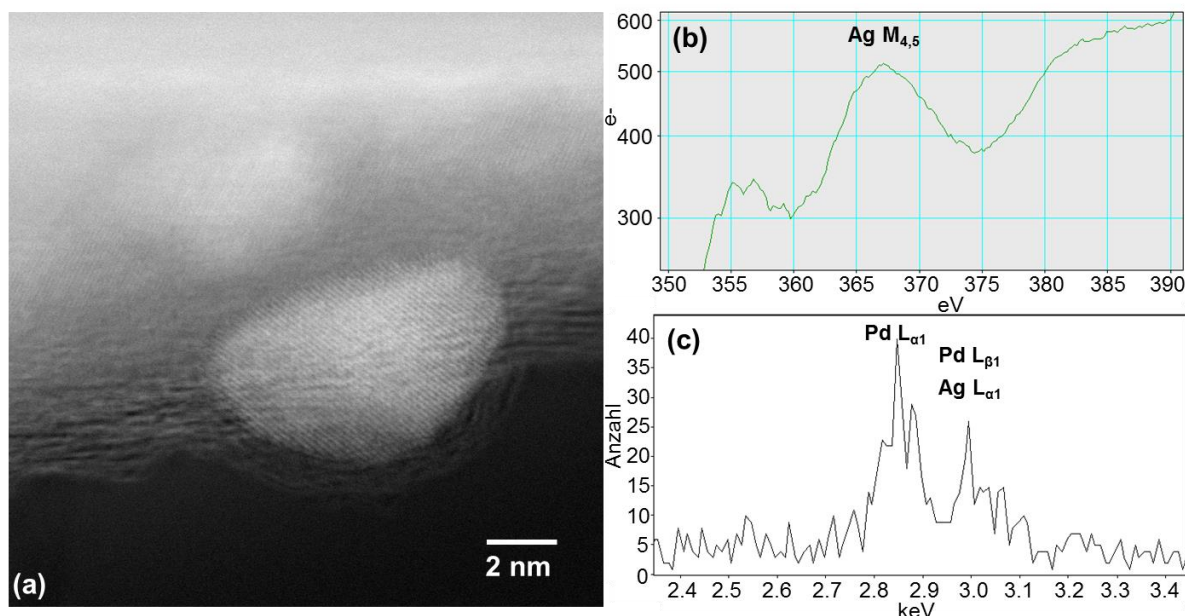 (a)
2 nm
(b)
Ag M4,5
e-
600
500
400
300
350 355 360 365 370 375 380 385 390
eV
(c)
Pd Lα1
Pd Lβ1
Ag Lα1
Anzahl
40
35
30
25
20
15
10
5
0
2.4 2.5 2.6 2.7 2.8 2.9 3.0 3.1 3.2 3.3 3.4
keV